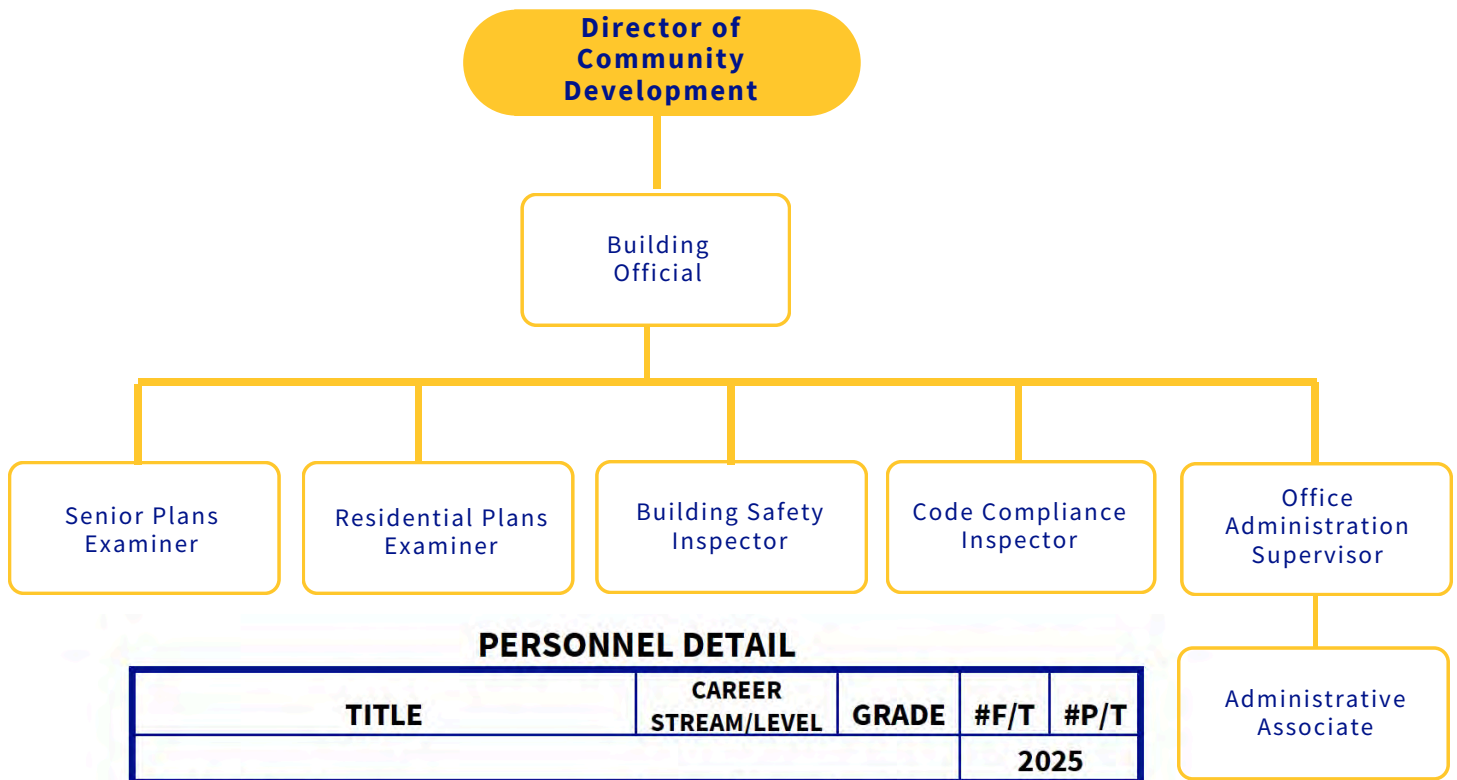 Director of
Community
Development
Building
Official
Senior Plans
Examiner
Residential Plans
Examiner
Building Safety
Inspector
Code Compliance
Inspector
Office
Administration
Supervisor
Administrative
Associate
PERSONNEL DETAIL
TITLE
CAREER
STREAM/LEVEL
GRADE
#F/T
#P/T
2025